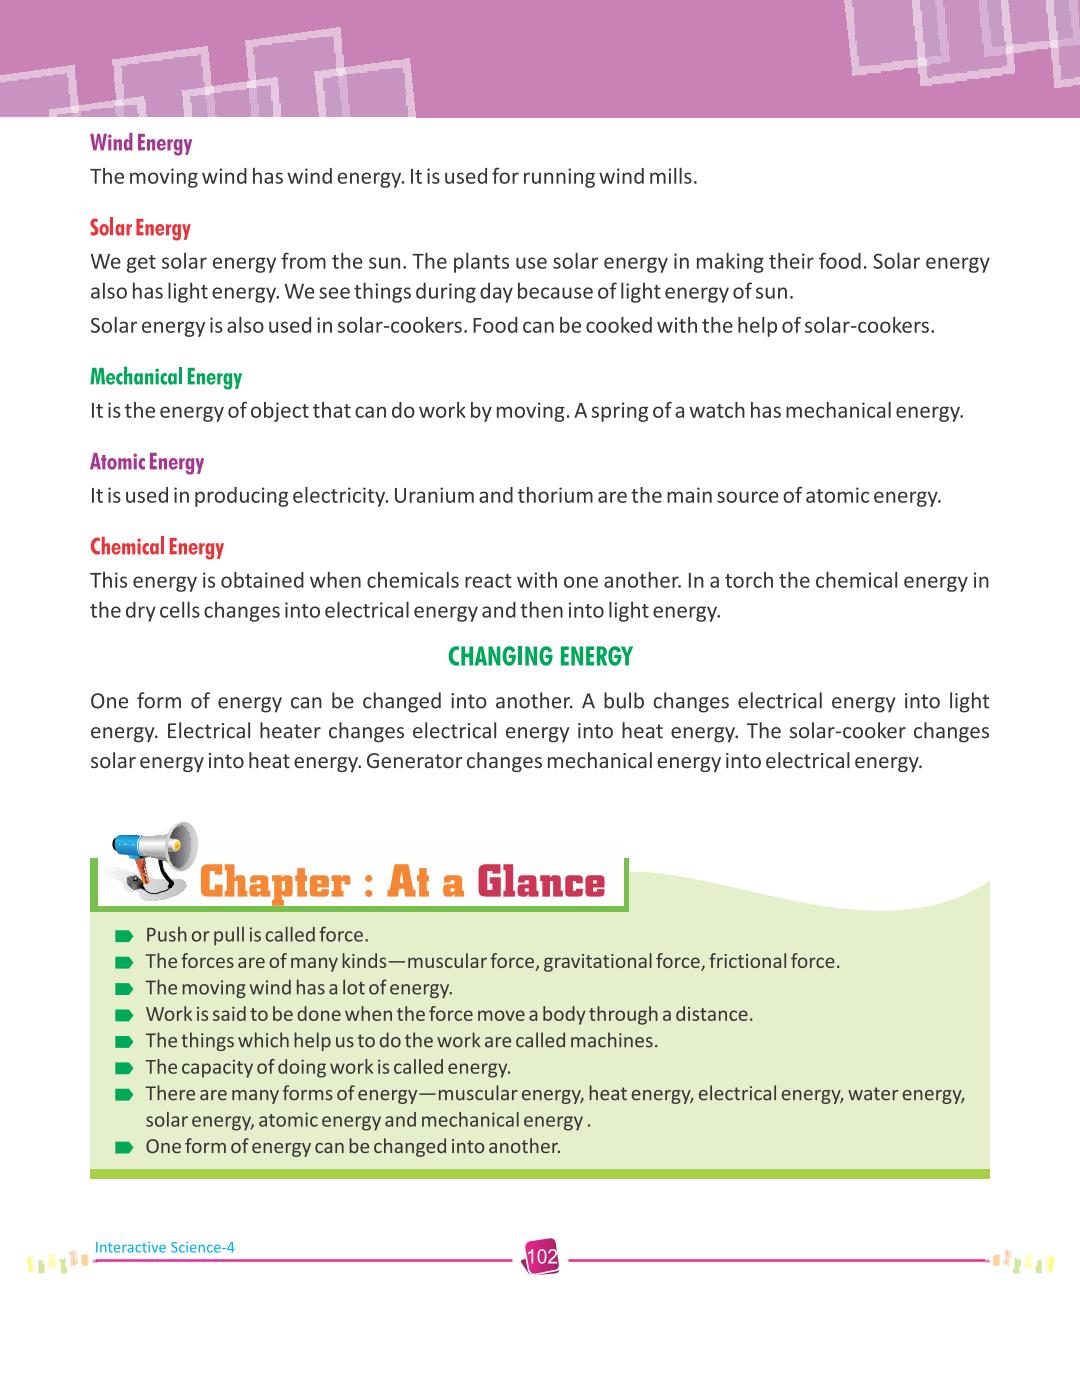 Wind Energy
The moving wind has wind energy. It is used for running wind mills.
Solar Energy
We get solar energy from the sun. The plants use solar energy in making their food. Solar energy
also has light energy. We see things during day because of light energy of sun.
Solar energy is also used in solar-cookers. Food can be cooked with the help of solar-cookers.
Mechanical Energy
It is the energy of object that can do work by moving. A spring of a watch has mechanical energy.
Atomic Energy
It is used in producing electricity. Uranium and thorium are the main source of atomic energy.
Chemical Energy
This energy is obtained when chemicals react with one another. In a torch the chemical energy in
the dry cells changes into electrical energy and then into light energy.
CHANGING ENERGY
One form of energy can be changed into another. A bulb changes electrical energy into light
energy. Electrical heater changes electrical energy into heat energy. The solar-cooker changes
solar energy into heat energy. Generator changes mechanical energy into electrical energy.
Chapter : At a Glance
Push or pull is called force.
The forces are of many kinds—muscular force, gravitational force, frictional force.
The moving wind has a lot of energy.
Work is said to be done when the force move a body through a distance.
The things which help us to do the work are called machines.
The capacity of doing work is called energy.
There are many forms of energy—muscular energy, heat energy, electrical energy, water energy,
solar energy, atomic energy and mechanical energy .
One form of energy can be changed into another.
Interactive Science-4
102